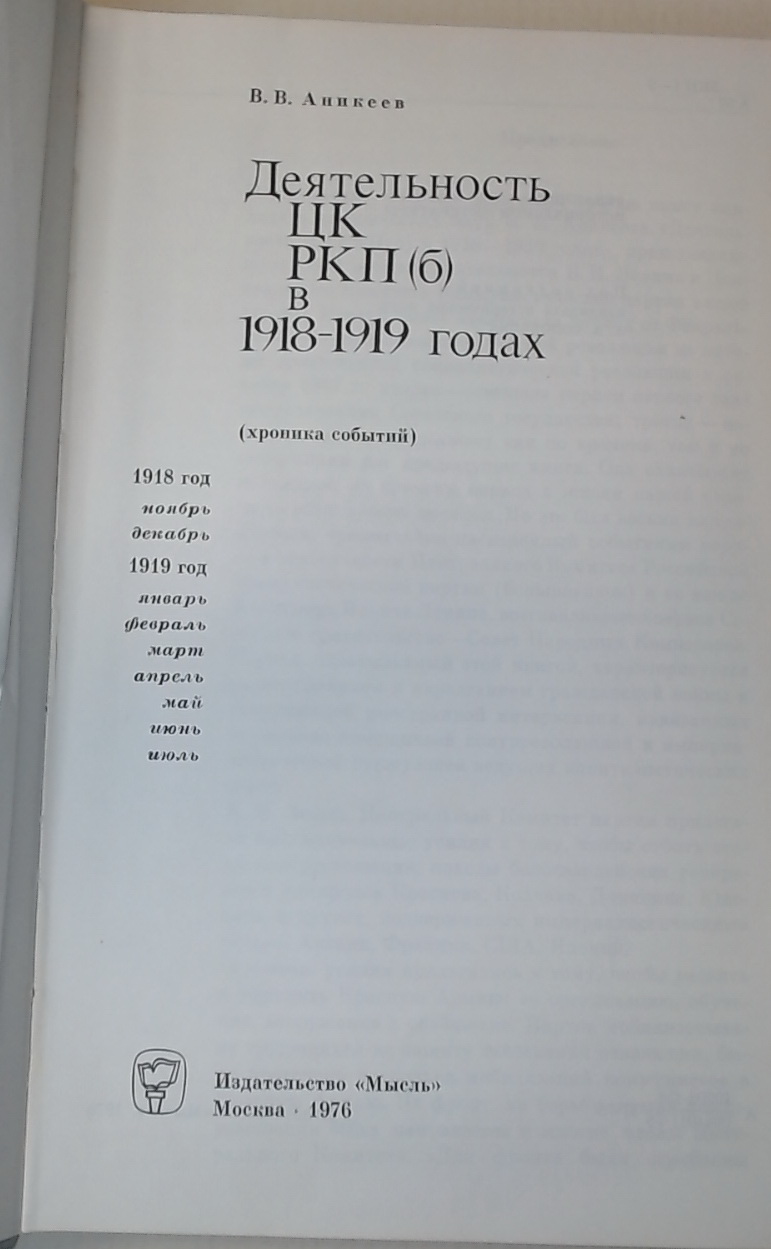 В. В. Аникеев
Деятельность
ЦК
РКП(б)
в
1918-1919 годах
(хроника событий)
1918 год
ноябрь
декабрь
1919 год
январь
февраль
март
апрель
май
июнь
июль
Издательство «Мысль»
Москва · 1976